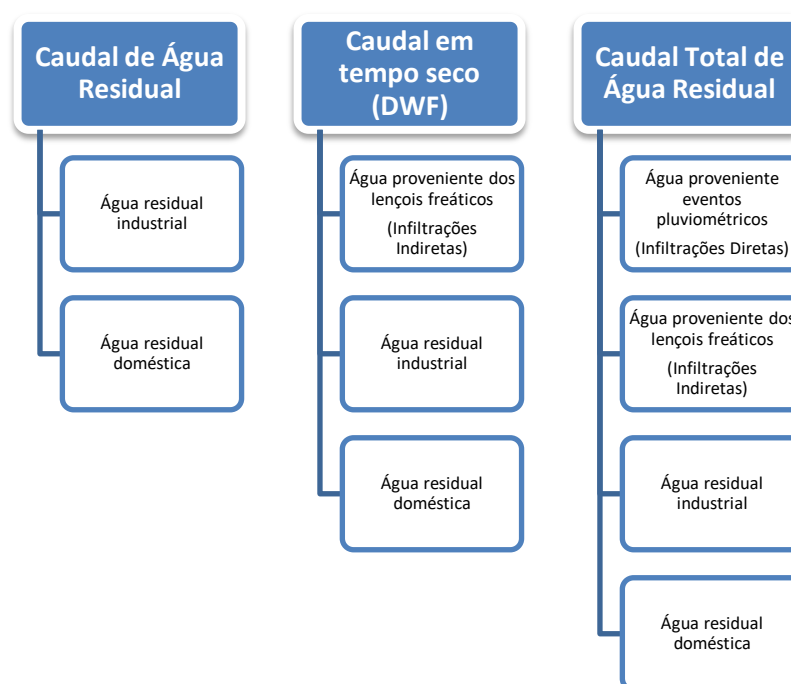 Caudal de Água
Residual
Água residual
industrial
Água residual
doméstica
Caudal em
tempo seco
(DWF)
Água proveniente dos
lençois freáticos
(Infiltrações
Indiretas)
Água residual
industrial
Água residual
doméstica
Caudal Total de
Água Residual
Água proveniente
eventos
pluviométricos
(Infiltrações Diretas)
Água proveniente dos
lençois freáticos
(Infiltrações
Indiretas)
Água residual
industrial
Água residual
doméstica